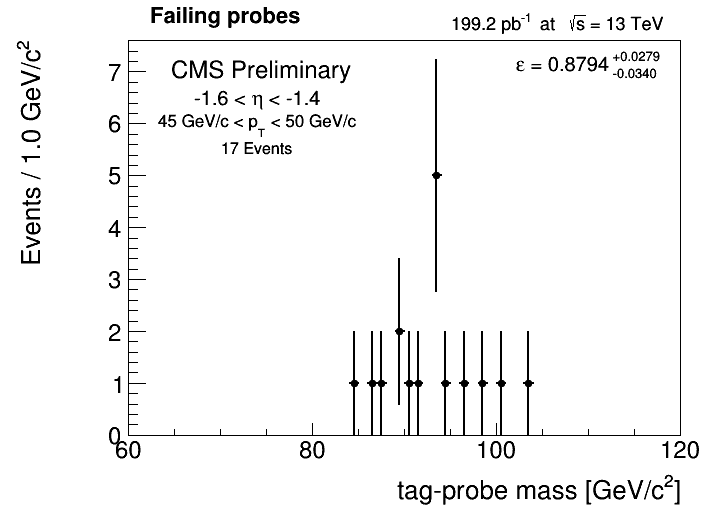 Failing probes
199.2 pb⁻¹ at √s = 13 TeV
Events / 1.0 GeV/c²
CMS Preliminary
-1.6 < η < -1.4
45 GeV/c < p_T < 50 GeV/c
17 Events
ε = 0.8794 +0.0279 -0.0340
7
6
5
4
3
2
1
0
60 80 100 120
tag-probe mass [GeV/c²]